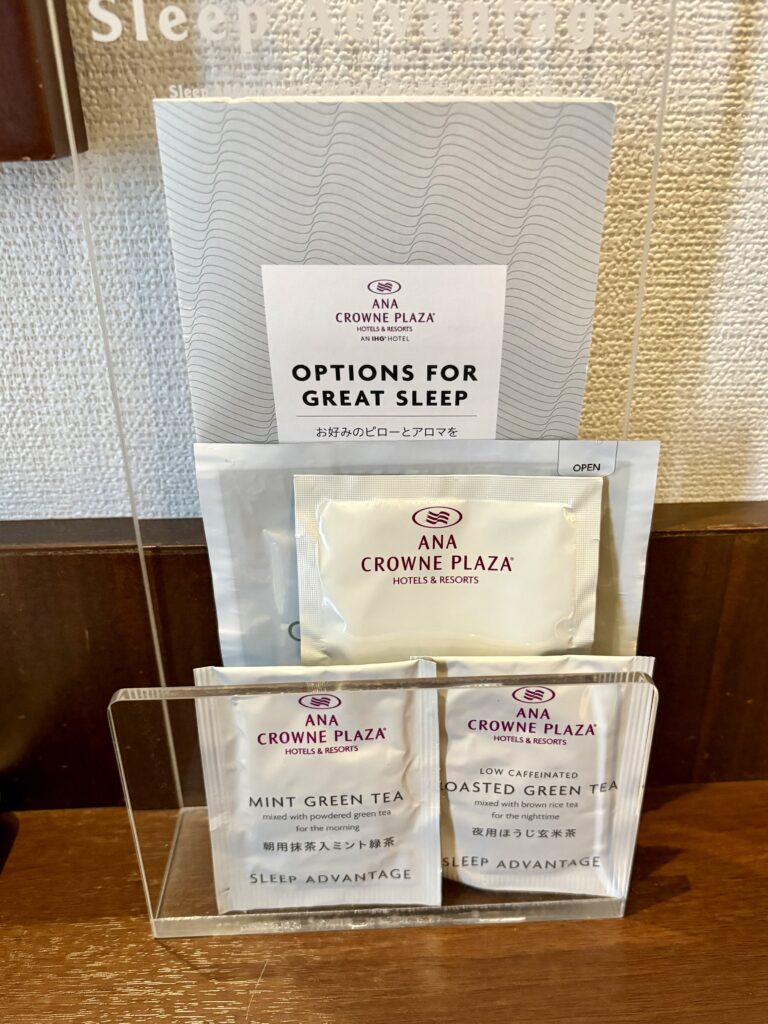 Sleep Advantage
ANA
CROWNE PLAZA®
HOTELS & RESORTS
AN IHG® HOTEL
OPTIONS FOR
GREAT SLEEP
お好みのピローとアロマを
OPEN
ANA
CROWNE PLAZA®
HOTELS & RESORTS
ANA
CROWNE PLAZA®
HOTELS & RESORTS
MINT GREEN TEA
mixed with powdered green tea
for the morning
朝用抹茶入ミント緑茶
SLEEP ADVANTAGE
ANA
CROWNE PLAZA®
HOTELS & RESORTS
LOW CAFFEINATED
ROASTED GREEN TEA
mixed with brown rice tea
for the nighttime
夜用ほうじ玄米茶
SLEEP ADVANTAGE